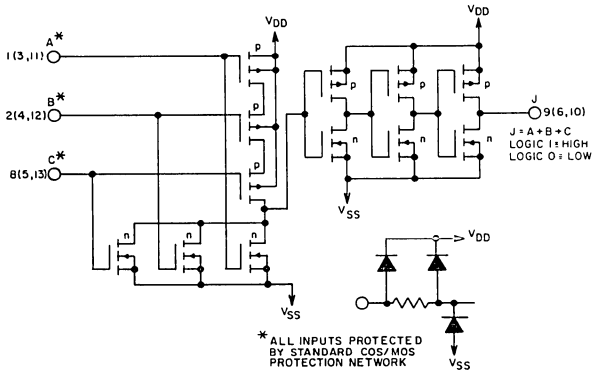 A*
1(3,11)
B*
2(4,12)
C*
8(5,13)
VDD
p
p
p
n
n
n
VSS
VDD
p
p
p
n
n
n
VSS
J
9(6,10)
J=A+B+C
LOGIC 1≡HIGH
LOGIC 0≡LOW
VDD
VSS
*ALL INPUTS PROTECTED
BY STANDARD COS/MOS
PROTECTION NETWORK